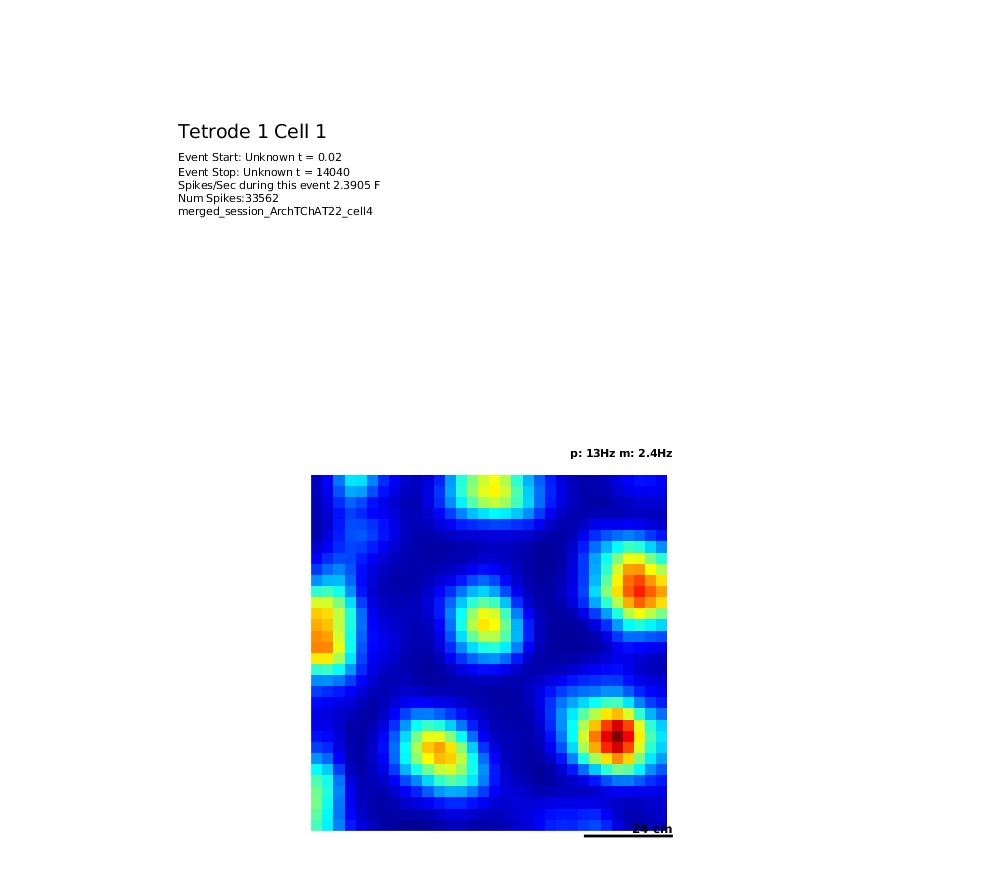 Tetrode 1 Cell 1
Event Start: Unknown t = 0.02
Event Stop: Unknown t = 14040
Spikes/Sec during this event 2.3905 F
Num Spikes:33562
merged_session_ArchTChAT22_cell4
p: 13Hz m: 2.4Hz
24 cm